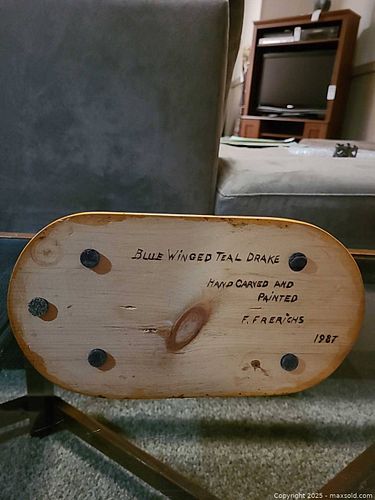 BLUE WINGED TEAL DRAKE
HAND CARVED AND
PAINTED
F. FRERICHS
1987
Copyright © 2025 - maxsold.com